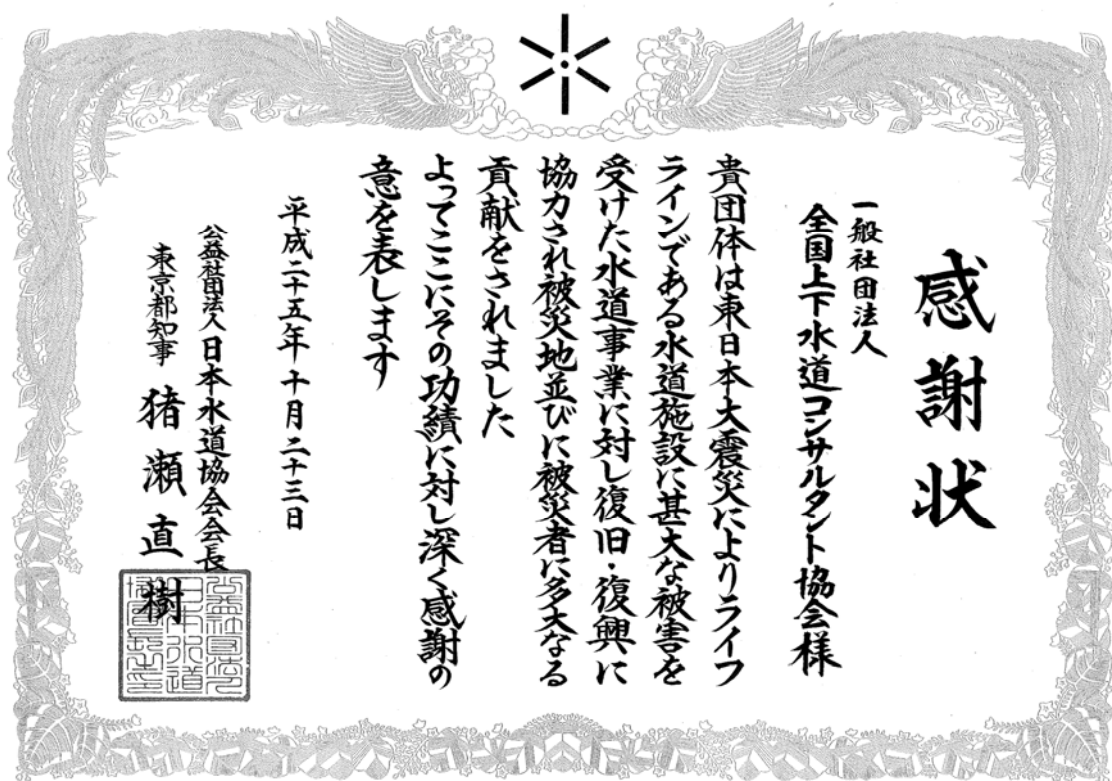 感謝状
一般社団法人
全国上下水道コンサルタント協会様
貴団体は東日本大震災によりライフ
ラインである水道施設に甚大な被害を
受けた水道事業に対し復旧・復興に
協力され被災地並びに被災者に多大なる
貢献をされました
よってここにその功績に対し深く感謝の
意を表します
平成二十五年十月二十三日
公益社団法人日本水道協会会長
東京都知事 猪瀬直樹